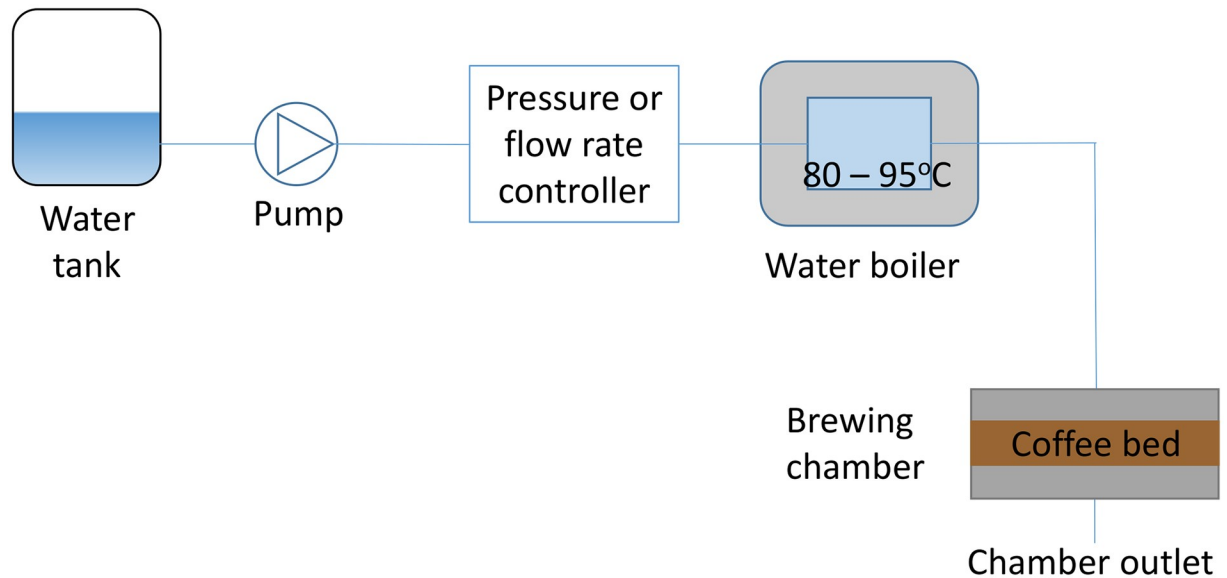 Water
tank
Pump
Pressure or
flow rate
controller
80 – 95°C
Water boiler
Brewing
chamber
Coffee bed
Chamber outlet